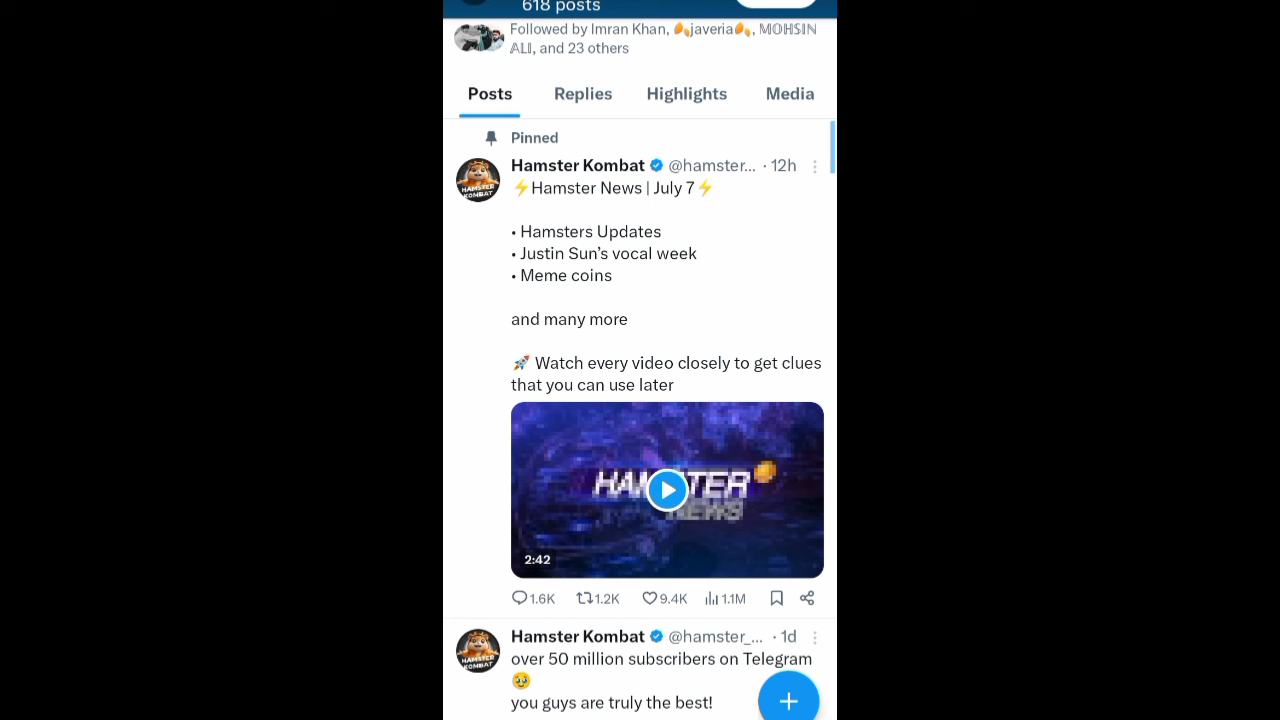 618 posts
Followed by Imran Khan, 🍂javeria🍂, 𝕄𝕆ℍ𝕊𝕀ℕ
𝔸𝕃𝕀, and 23 others
Posts Replies Highlights Media
Pinned
Hamster Kombat @hamster... · 12h
⚡Hamster News | July 7⚡
• Hamsters Updates
• Justin Sun’s vocal week
• Meme coins
and many more
🚀 Watch every video closely to get clues
that you can use later
HAMSTER
NEWS
2:42
1.6K 1.2K 9.4K 1.1M
HAMSTER
KOMBAT
Hamster Kombat @hamster_... · 1d
over 50 million subscribers on Telegram
🥹
you guys are truly the best!
HAMSTER
KOMBAT